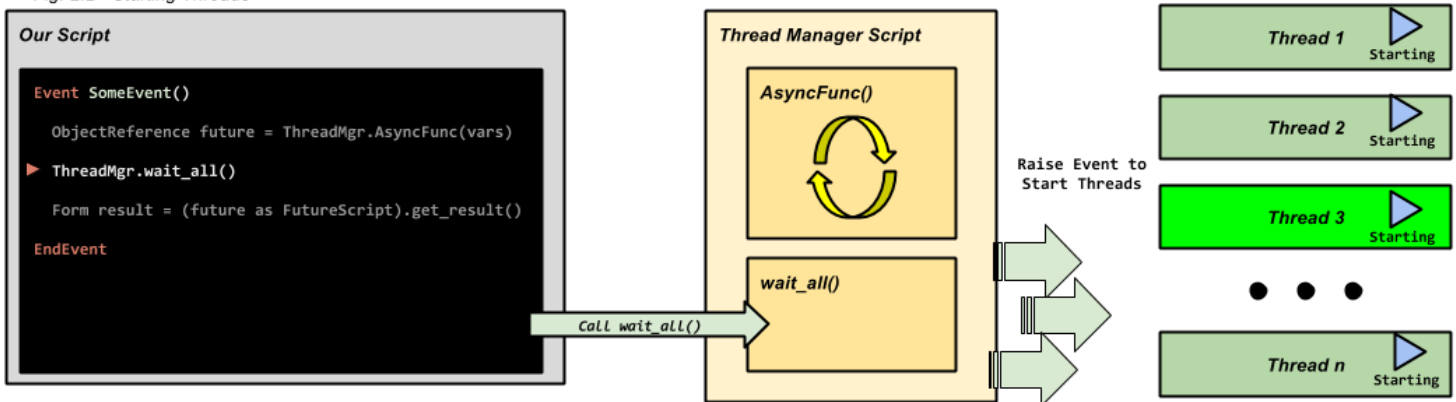 Our Script
Event SomeEvent()
ObjectReference future = ThreadMgr.AsyncFunc(vars)
ThreadMgr.wait_all()
Form result = (future as FutureScript).get_result()
EndEvent
Call wait_all()
Thread Manager Script
AsyncFunc()
wait_all()
Raise Event to
Start Threads
Thread 1
Starting
Thread 2
Starting
Thread 3
Starting
Thread n
Starting